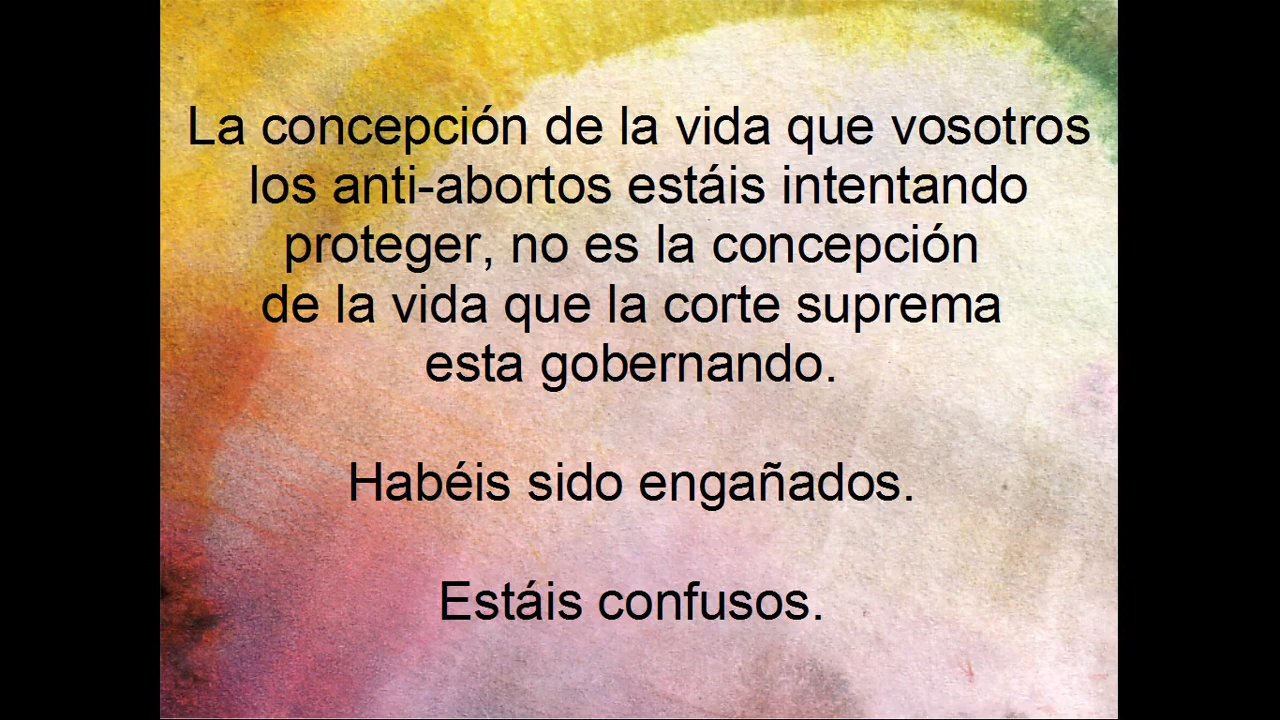 La concepción de la vida que vosotros
los anti-abortos estáis intentando
proteger, no es la concepción
de la vida que la corte suprema
esta gobernando.
Habéis sido engañados.
Estáis confusos.